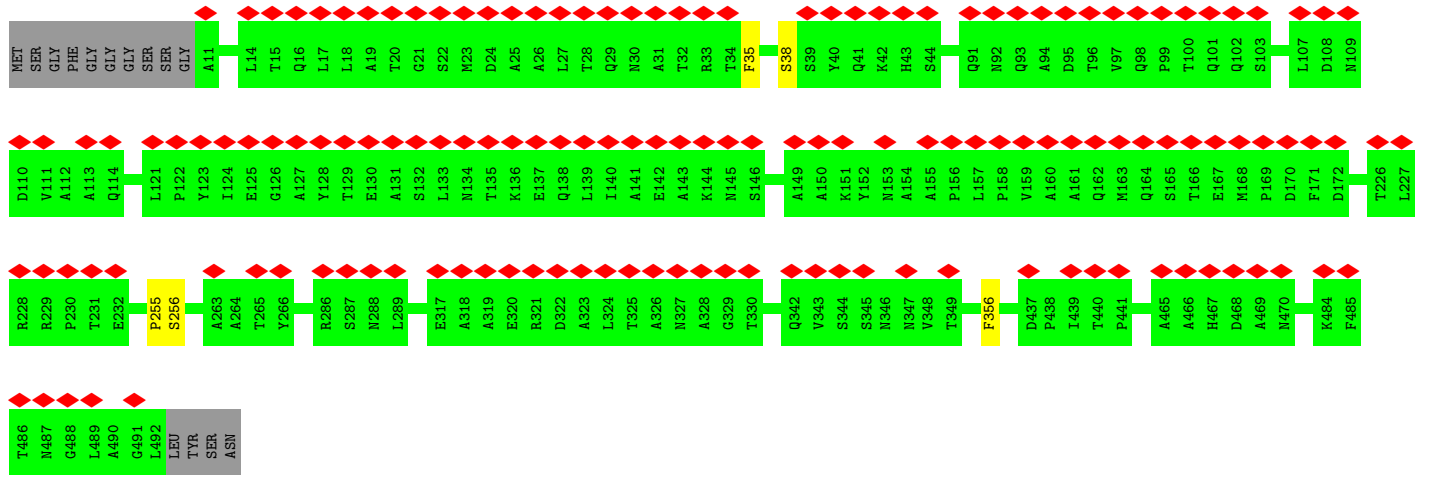 MET SER GLY PHE GLY GLY GLY SER SER GLY A11 L14 T15 Q16 L17 L18 A19 T20 G21 S22 M23 D24 A25 A26 L27 T28 Q29 N30 A31 T32 R33 T34 F35 S38 S39 Y40 Q41 K42 H43 S44 Q91 N92 Q93 A94 D95 T96 V97 Q98 P99 T100 Q101 Q102 S103 L107 D108 N109
D110 V111 A112 A113 Q114 L121 P122 Y123 I124 E125 G126 A127 Y128 T129 E130 A131 S132 L133 N134 T135 K136 E137 Q138 L139 I140 A141 E142 A143 K144 N145 S146 A149 A150 K151 Y152 N153 A154 A155 P156 L157 P158 V159 A160 A161 Q162 M163 Q164 S165 T166 E167 M168 P169 D170 F171 D172 T226 L227
R228 R229 P230 T231 E232 P255 S256 A263 A264 T265 Y266 R286 S287 N288 L289 E317 A318 A319 E320 R321 D322 A323 L324 T325 A326 N327 A328 G329 T330 Q342 V343 S344 S345 N346 N347 V348 T349 F356 D437 P438 I439 T440 P441 A465 A466 H467 D468 A469 N470 K484 F485
T486 N487 G488 L489 A490 G491 L492 LEU TYR SER ASN